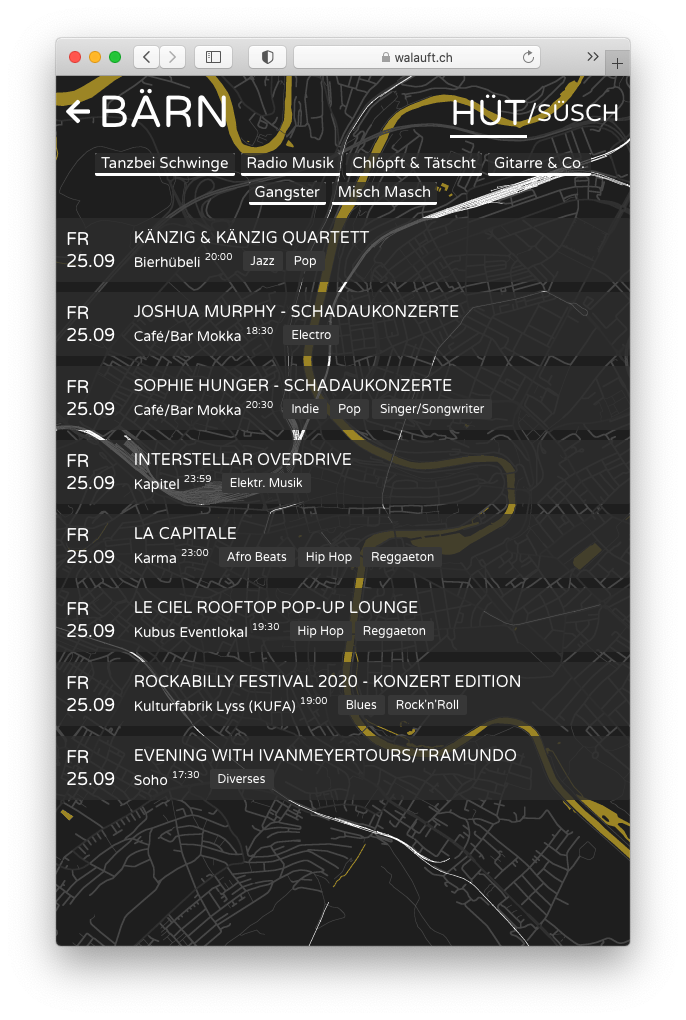 walauft.ch
BÄRN
HÜT/SÜSCH
Tanzbei Schwinge Radio Musik Chlöpft & Tätscht Gitarre & Co.
Gangster Misch Masch
FR
25.09
KÄNZIG & KÄNZIG QUARTETT
Bierhübeli 20:00 Jazz Pop
FR
25.09
JOSHUA MURPHY - SCHADAUKONZERTE
Café/Bar Mokka 18:30 Electro
FR
25.09
SOPHIE HUNGER - SCHADAUKONZERTE
Café/Bar Mokka 20:30 Indie Pop Singer/Songwriter
FR
25.09
INTERSTELLAR OVERDRIVE
Kapitel 23:59 Elektr. Musik
FR
25.09
LA CAPITALE
Karma 23:00 Afro Beats Hip Hop Reggaeton
FR
25.09
LE CIEL ROOFTOP POP-UP LOUNGE
Kubus Eventlokal 19:30 Hip Hop Reggaeton
FR
25.09
ROCKABILLY FESTIVAL 2020 - KONZERT EDITION
Kulturfabrik Lyss (KUFA) 19:00 Blues Rock'n'Roll
FR
25.09
EVENING WITH IVANMEYERTOURS/TRAMUNDO
Soho 17:30 Diverses